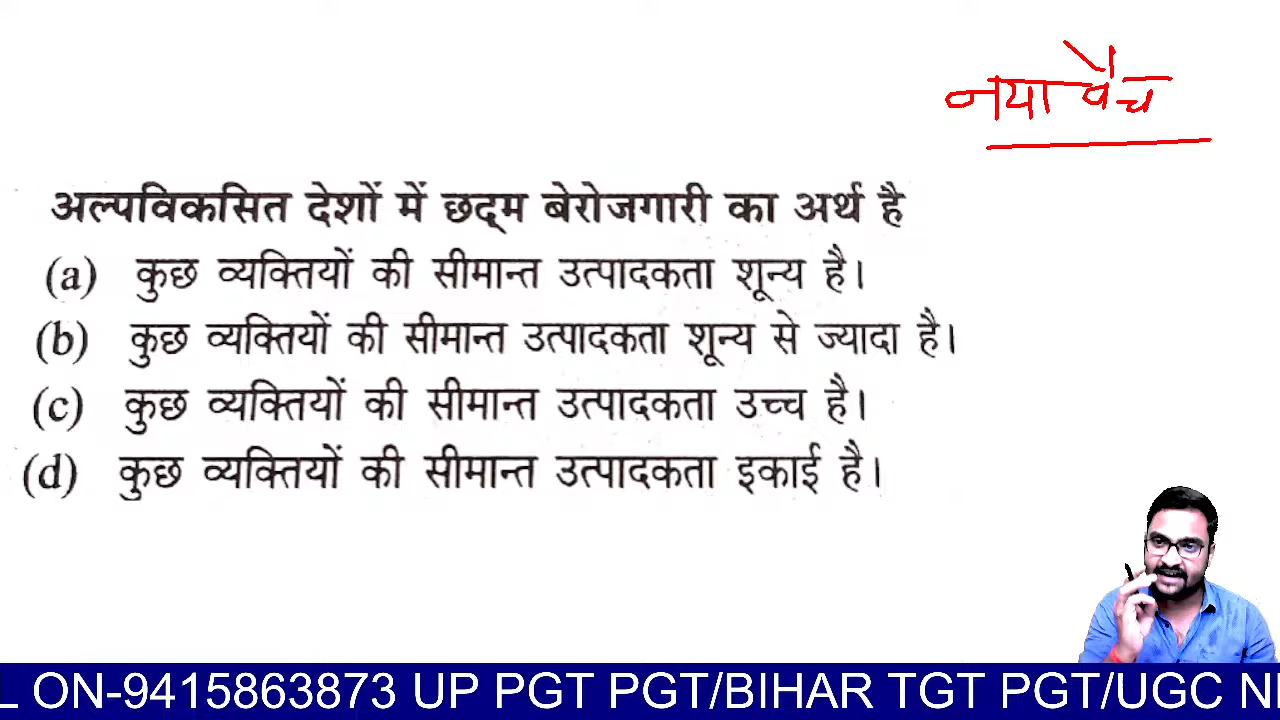 नया वैच
अल्पविकसित देशों में छद्म बेरोजगारी का अर्थ है
(a) कुछ व्यक्तियों की सीमान्त उत्पादकता शून्य है।
(b) कुछ व्यक्तियों की सीमान्त उत्पादकता शून्य से ज्यादा है।
(c) कुछ व्यक्तियों की सीमान्त उत्पादकता उच्च है।
(d) कुछ व्यक्तियों की सीमान्त उत्पादकता इकाई है।
L ON-9415863873 UP PGT PGT/BIHAR TGT PGT/UGC N